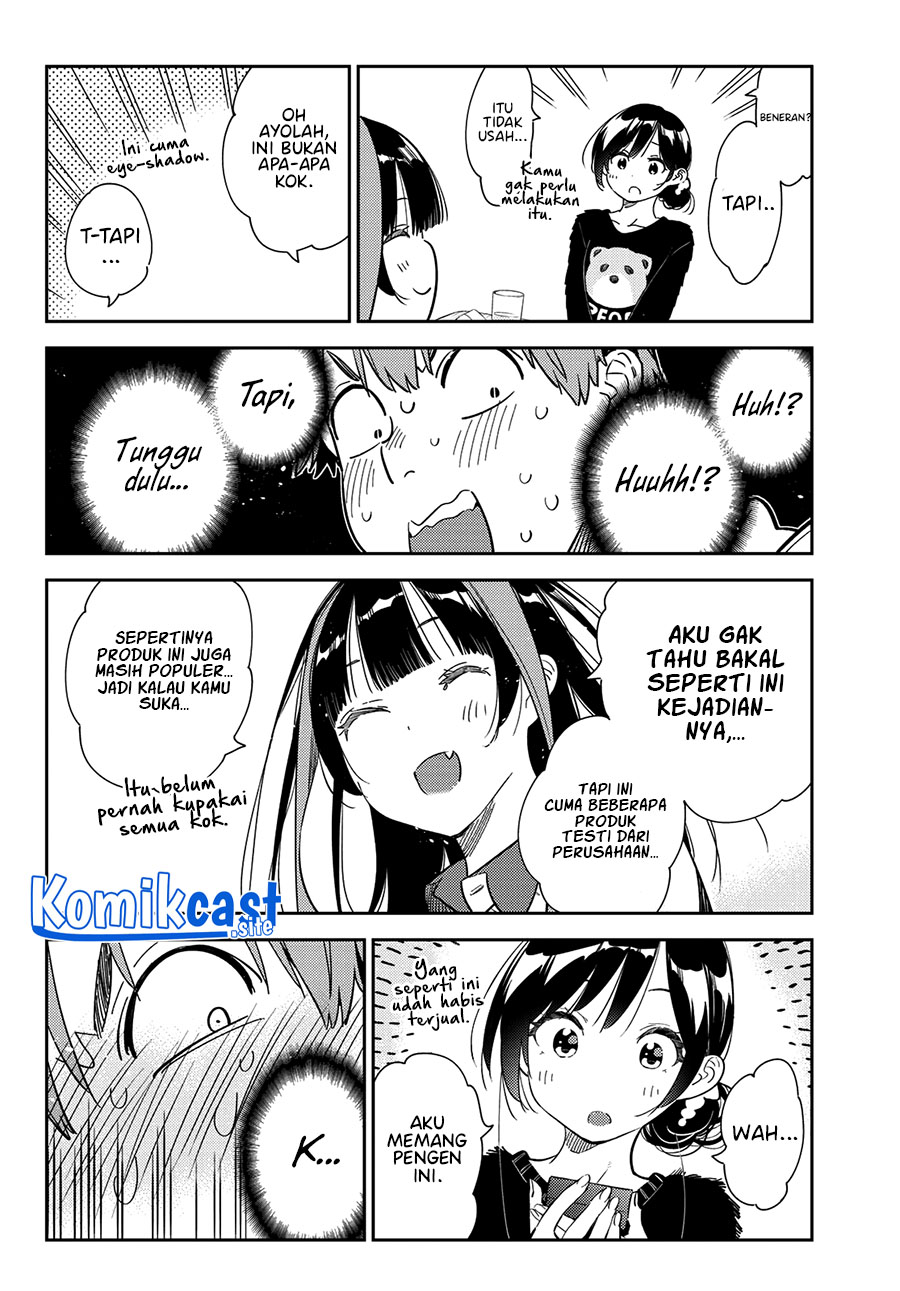 BENERAN?
TAPI..
ITU
TIDAK
USAH...
Kamu
gak perlu
melakukan
itu.
OH
AYOLAH,
INI BUKAN
APA-APA
KOK.
Ini cuma
eye-shadow.
T-TAPI
...
Huh!?
Huuhh!?
Tapi,
Tunggu
dulu...
AKU GAK
TAHU BAKAL
SEPERTI INI
KEJADIAN-
NYA,...
TAPI INI
CUMA BEBERAPA
PRODUK
TESTI DARI
PERUSAHAAN...
SEPERTINYA
PRODUK INI JUGA
MASIH POPULER...
JADI KALAU KAMU
SUKA...
Itu belum
pernah kupakai
semua kok.
Komikcast
.site
WAH...
Yang
seperti ini
udah habis
terjual.
AKU
MEMANG
PENGEN
INI.
K...